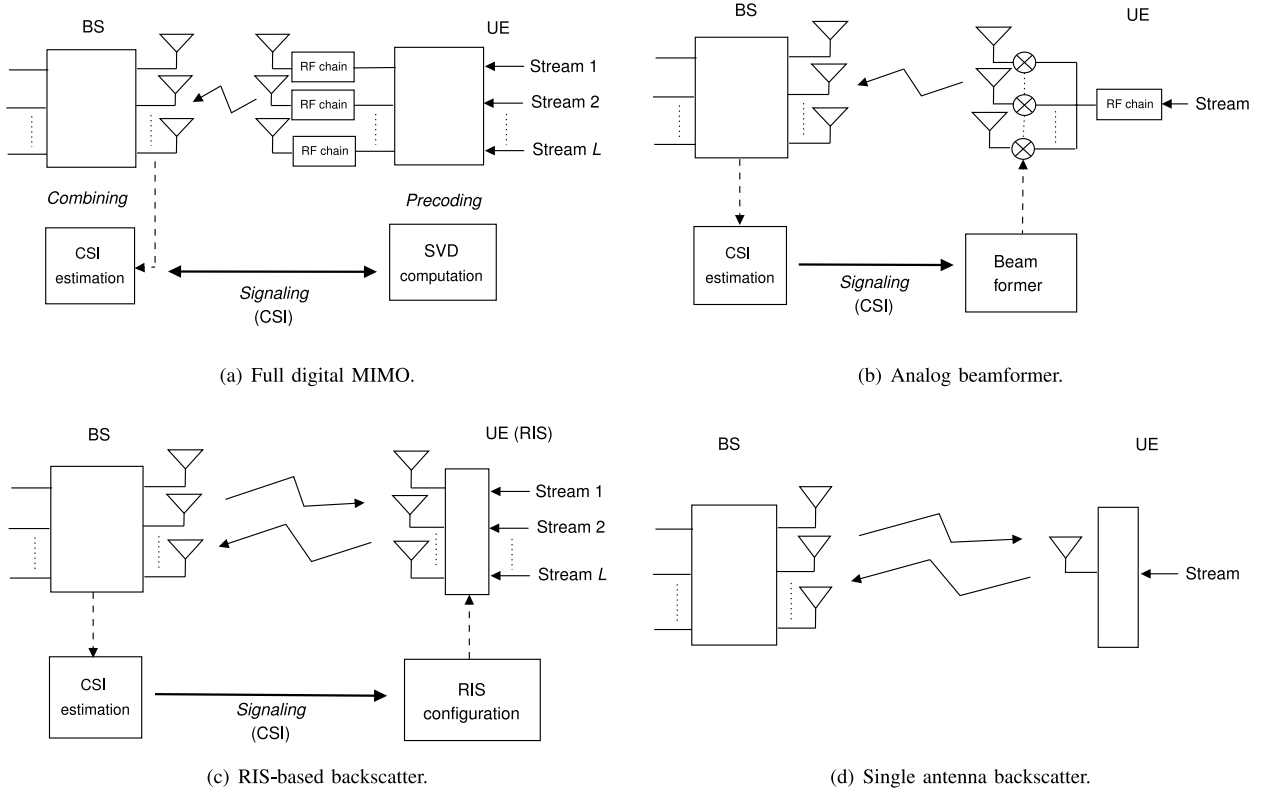 BS
UE
RF chain
Stream 1
RF chain
Stream 2
RF chain
Stream L
Combining
Precoding
CSI
estimation
SVD
computation
Signaling
(CSI)
(a) Full digital MIMO.
BS
UE
RF chain
Stream
CSI
estimation
Signaling
(CSI)
Beam
former
(b) Analog beamformer.
BS
UE (RIS)
Stream 1
Stream 2
Stream L
CSI
estimation
Signaling
(CSI)
RIS
configuration
(c) RIS-based backscatter.
BS
UE
Stream
(d) Single antenna backscatter.